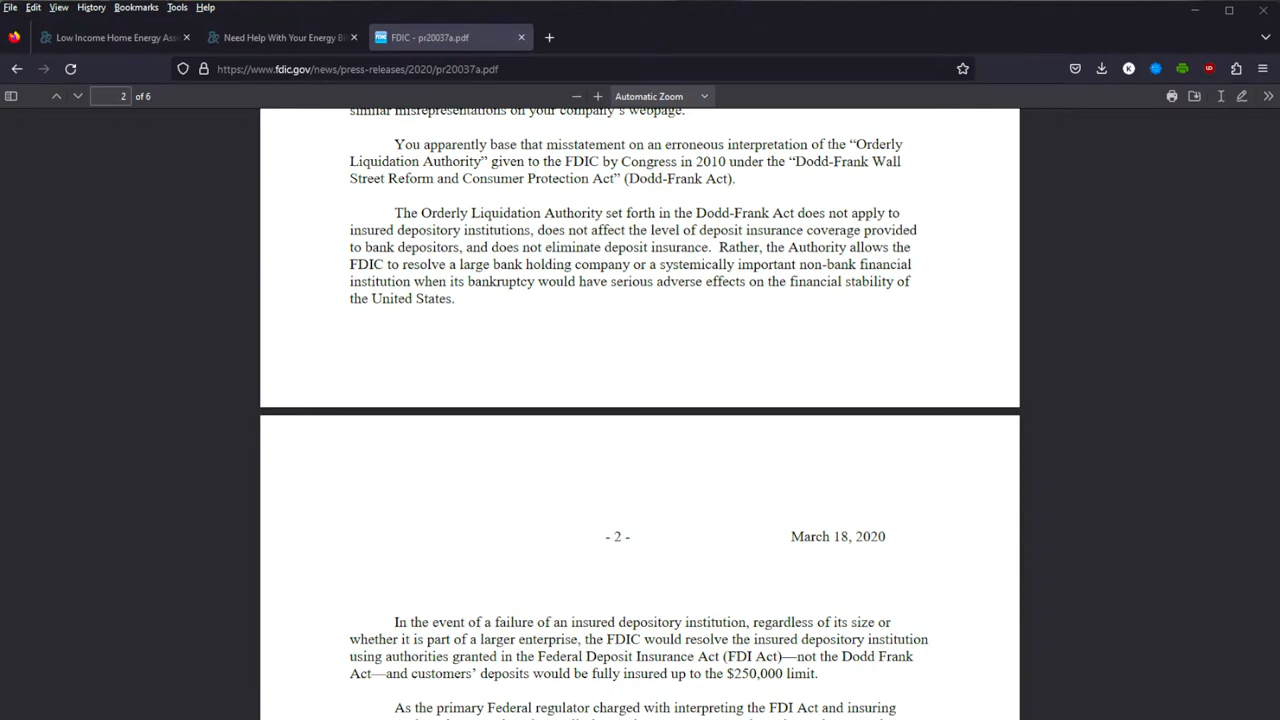 File Edit View History Bookmarks Tools Help
Low Income Home Energy Ass
Need Help With Your Energy Bi
FDIC - pr20037a.pdf
https://www.fdic.gov/news/press-releases/2020/pr20037a.pdf
2 of 6
Automatic Zoom
similar misrepresentations on your company's webpage.
You apparently base that misstatement on an erroneous interpretation of the “Orderly
Liquidation Authority” given to the FDIC by Congress in 2010 under the “Dodd-Frank Wall
Street Reform and Consumer Protection Act” (Dodd-Frank Act).
The Orderly Liquidation Authority set forth in the Dodd-Frank Act does not apply to
insured depository institutions, does not affect the level of deposit insurance coverage provided
to bank depositors, and does not eliminate deposit insurance. Rather, the Authority allows the
FDIC to resolve a large bank holding company or a systemically important non-bank financial
institution when its bankruptcy would have serious adverse effects on the financial stability of
the United States.
- 2 -
March 18, 2020
In the event of a failure of an insured depository institution, regardless of its size or
whether it is part of a larger enterprise, the FDIC would resolve the insured depository institution
using authorities granted in the Federal Deposit Insurance Act (FDI Act)—not the Dodd Frank
Act—and customers’ deposits would be fully insured up to the $250,000 limit.
As the primary Federal regulator charged with interpreting the FDI Act and insuring